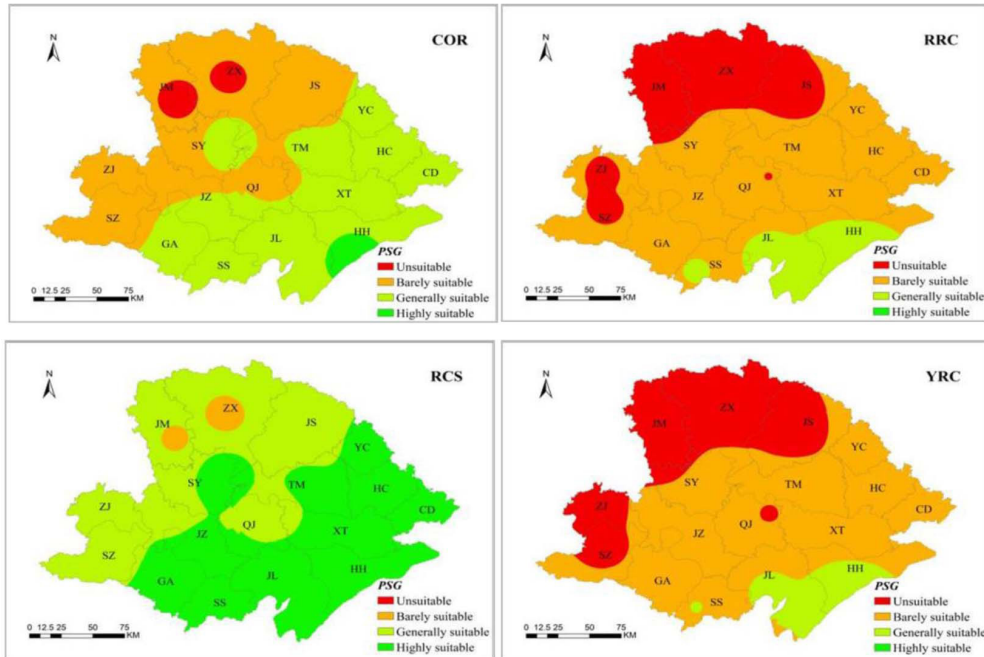 COR
N
ZX
JM
JS
YC
SY
TM
HC
ZJ
CD
QJ
JZ
XT
SZ
HH
GA
JL
SS
PSG
Unsuitable
Barely suitable
Generally suitable
Highly suitable
0 12.5 25 50 75
KM
RRC
N
ZX
JM
JS
YC
SY
TM
HC
ZJ
CD
QJ
JZ
XT
SZ
HH
GA
JL
SS
PSG
Unsuitable
Barely suitable
Generally suitable
Highly suitable
0 12.5 25 50 75
KM
RCS
N
ZX
JM
JS
YC
SY
TM
HC
ZJ
CD
QJ
JZ
XT
SZ
HH
GA
JL
SS
PSG
Unsuitable
Barely suitable
Generally suitable
Highly suitable
0 12.5 25 50 75
KM
YRC
N
ZX
JM
JS
YC
SY
TM
HC
ZJ
CD
QJ
JZ
XT
SZ
HH
GA
JL
SS
PSG
Unsuitable
Barely suitable
Generally suitable
Highly suitable
0 12.5 25 50 75
KM